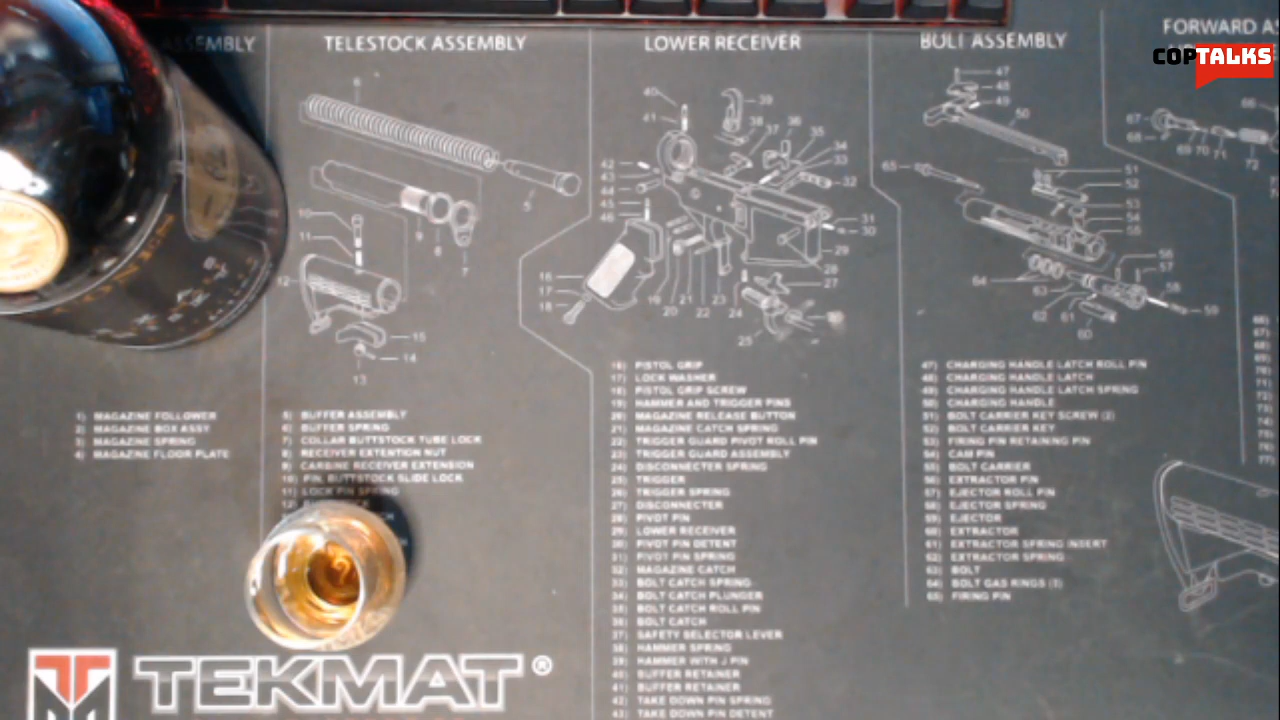 ASSEMBLY
TELESTOCK ASSEMBLY
LOWER RECEIVER
BOLT ASSEMBLY
FORWARD AS
COPTALKS
1) MAGAZINE FOLLOWER
2) MAGAZINE BOX ASSY
3) MAGAZINE SPRING
4) MAGAZINE FLOOR PLATE
5) BUFFER ASSEMBLY
6) BUFFER SPRING
7) COLLAR BUTTSTOCK TUBE LOCK
8) RECEIVER EXTENTION NUT
9) CARBINE RECEIVER EXTENSION
10) PIN, BUTTSTOCK SLIDE LOCK
11) LOCK PIN SPRING
12)
16) PISTOL GRIP
17) LOCK WASHER
18) PISTOL GRIP SCREW
19) HAMMER AND TRIGGER PINS
20) MAGAZINE RELEASE BUTTON
21) MAGAZINE CATCH SPRING
22) TRIGGER GUARD PIVOT ROLL PIN
23) TRIGGER GUARD ASSEMBLY
24) DISCONNECTER SPRING
25) TRIGGER
26) TRIGGER SPRING
27) DISCONNECTER
28) PIVOT PIN
29) LOWER RECEIVER
30) PIVOT PIN DETENT
31) PIVOT PIN SPRING
32) MAGAZINE CATCH
33) BOLT CATCH SPRING
34) BOLT CATCH PLUNGER
35) BOLT CATCH ROLL PIN
36) BOLT CATCH
37) SAFETY SELECTOR LEVER
38) HAMMER SPRING
39) HAMMER WITH J PIN
40) BUFFER RETAINER
41) BUFFER RETAINER
42) TAKE DOWN PIN SPRING
43) TAKE DOWN PIN DETENT
47) CHARGING HANDLE LATCH ROLL PIN
48) CHARGING HANDLE LATCH
49) CHARGING HANDLE LATCH SPRING
50) CHARGING HANDLE
51) BOLT CARRIER KEY SCREW (2)
52) BOLT CARRIER KEY
53) FIRING PIN RETAINING PIN
54) CAM PIN
55) BOLT CARRIER
56) EXTRACTOR PIN
57) EJECTOR ROLL PIN
58) EJECTOR SPRING
59) EJECTOR
60) EXTRACTOR
61) EXTRACTOR SPRING INSERT
62) EXTRACTOR SPRING
63) BOLT
64) BOLT GAS RINGS (3)
65) FIRING PIN
TEKMAT®